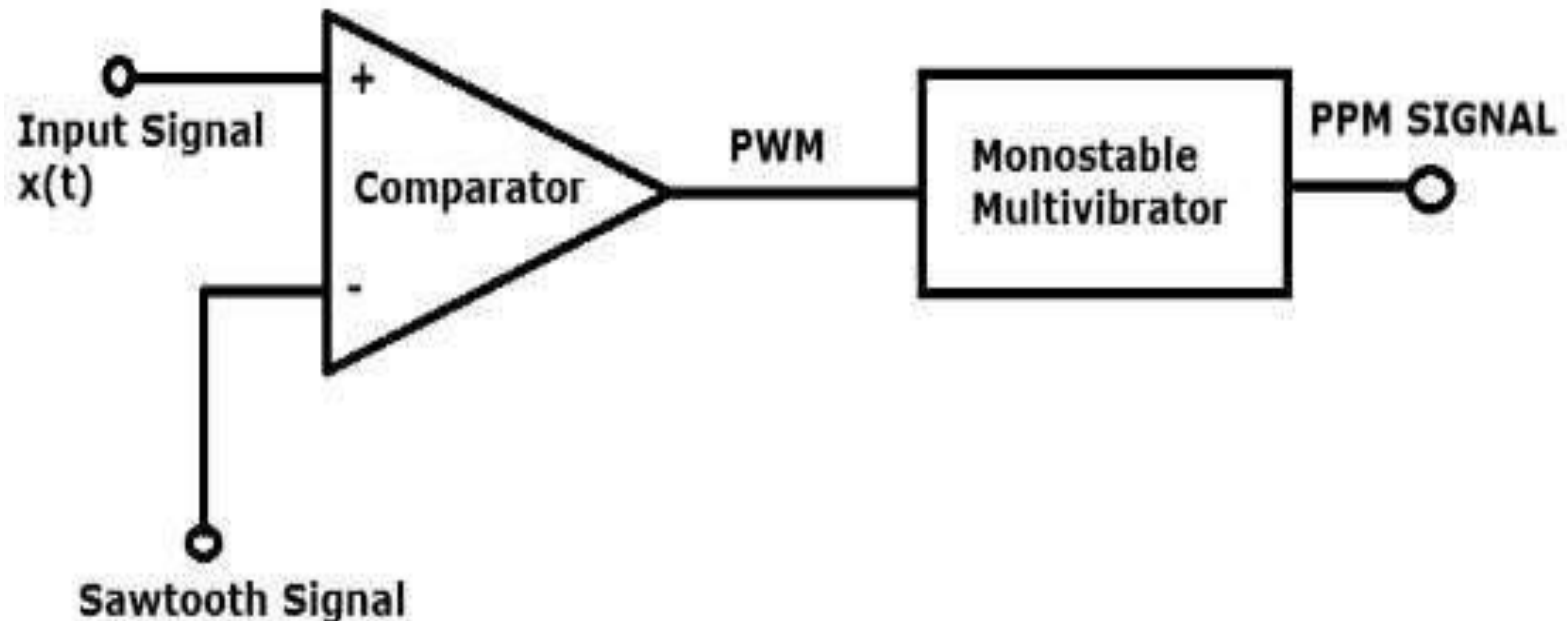 +
Input Signal
x(t)
Comparator
-
Sawtooth Signal
PWM
Monostable
Multivibrator
PPM SIGNAL